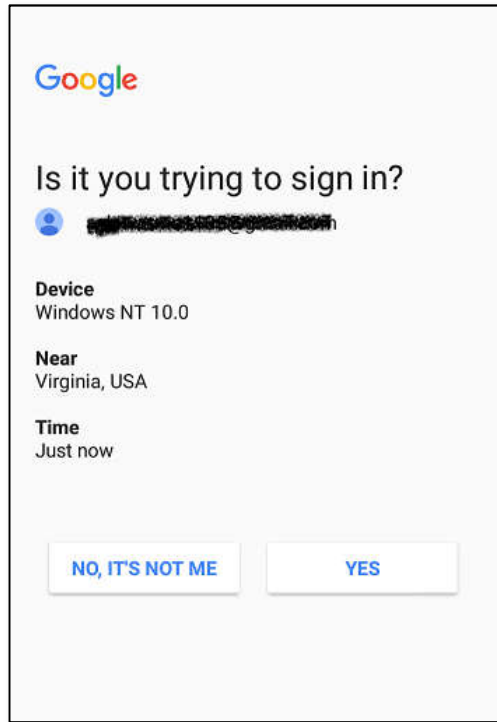 Google
Is it you trying to sign in?
Device
Windows NT 10.0
Near
Virginia, USA
Time
Just now
NO, IT'S NOT ME
YES